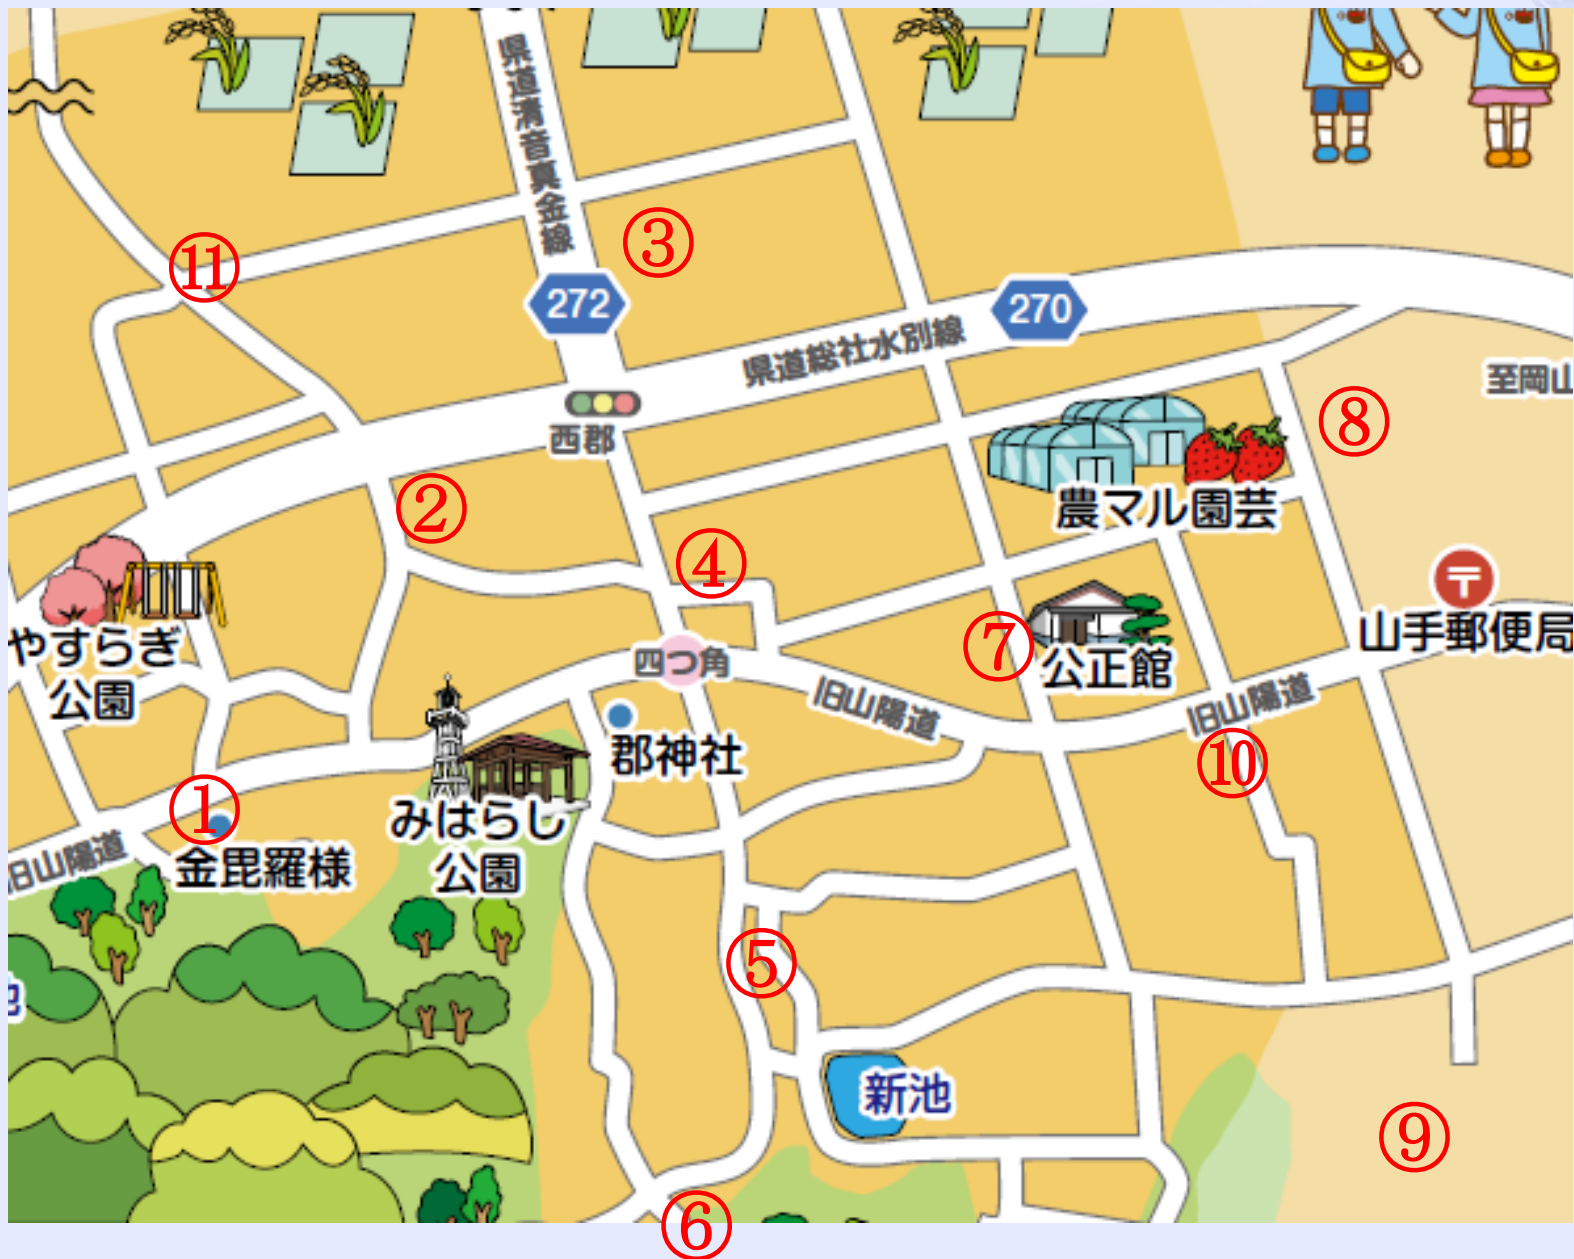 県道清音真金線
③
⑪
272
270
県道総社水別線
至岡山
⑧
西郡
②
農マル園芸
④
〒
山手郵便局
やすらぎ
公園
⑦
公正館
四つ角
旧山陽道
旧山陽道
郡神社
⑩
①
みはらし
公園
旧山陽道
金毘羅様
⑤
池
新池
⑨
⑥